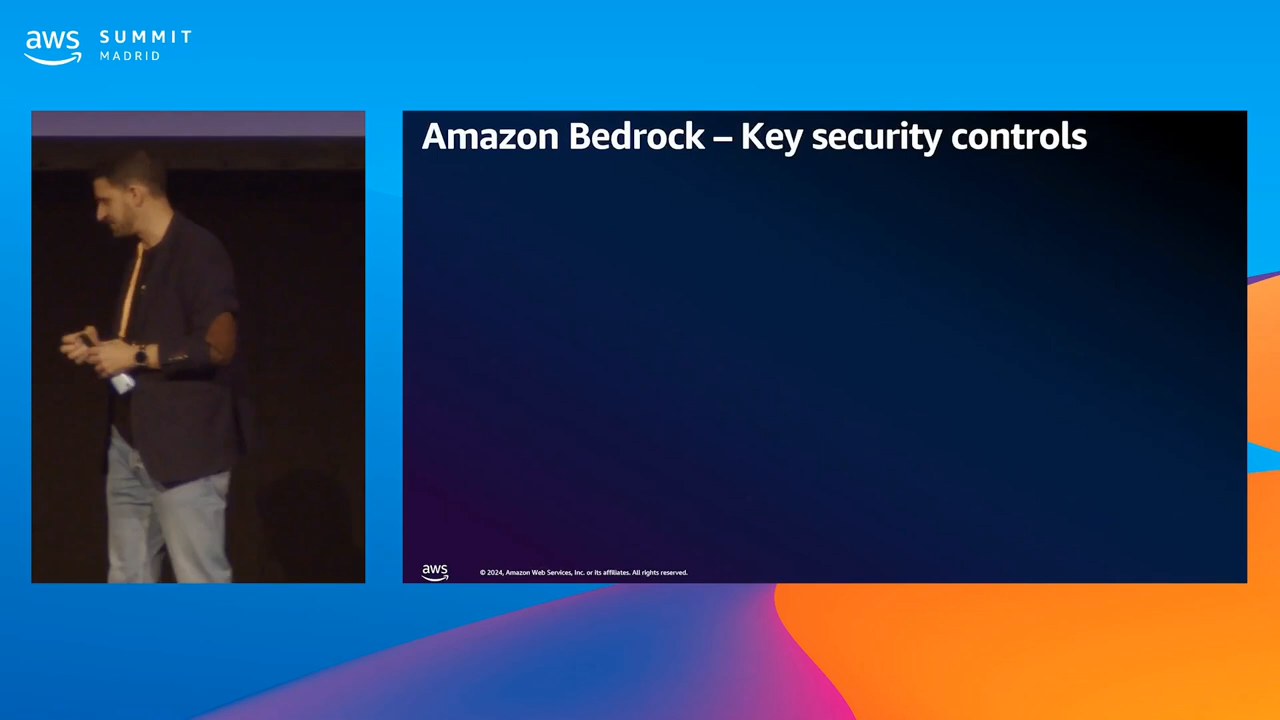 aws
SUMMIT
MADRID
Amazon Bedrock – Key security controls
aws
© 2024, Amazon Web Services, Inc. or its affiliates. All rights reserved.